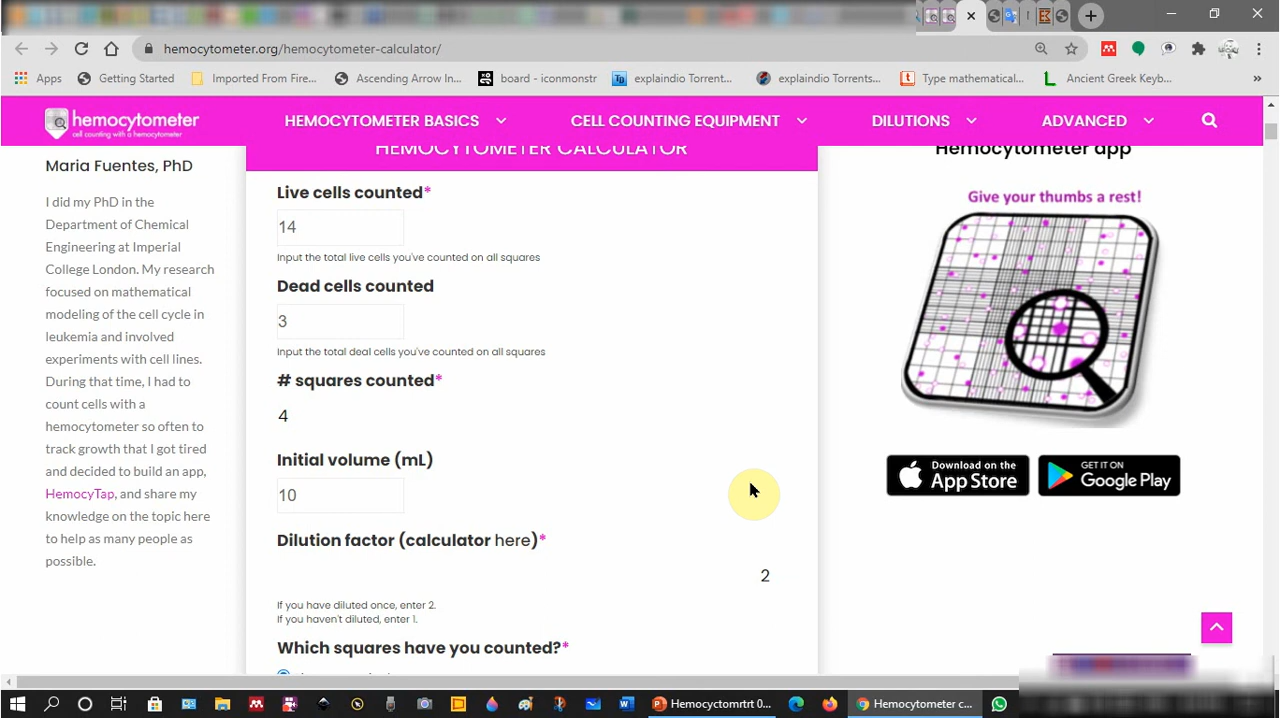 hemocytometer.org/hemocytometer-calculator/
Apps
Getting Started
Imported From Fire...
Ascending Arrow In...
board - iconmonstr
explaindio Torrent...
explaindio Torrents...
Type mathematical...
Ancient Greek Keyb...
hemocytometer
cell counting with a hemocytometer
HEMOCYTOMETER BASICS
CELL COUNTING EQUIPMENT
DILUTIONS
ADVANCED
Maria Fuentes, PhD
I did my PhD in the
Department of Chemical
Engineering at Imperial
College London. My research
focused on mathematical
modeling of the cell cycle in
leukemia and involved
experiments with cell lines.
During that time, I had to
count cells with a
hemocytometer so often to
track growth that I got tired
and decided to build an app,
HemocyTap, and share my
knowledge on the topic here
to help as many people as
possible.
HEMOCYTOMETER CALCULATOR
Live cells counted*
14
Input the total live cells you've counted on all squares
Dead cells counted
3
Input the total deal cells you've counted on all squares
# squares counted*
4
Initial volume (mL)
10
Dilution factor (calculator here)*
2
If you have diluted once, enter 2.
If you haven't diluted, enter 1.
Which squares have you counted?*
Hemocytometer app
Give your thumbs a rest!
Download on the
App Store
GET IT ON
Google Play
Hemocyctomrtrt 0...
Hemocytometer c...